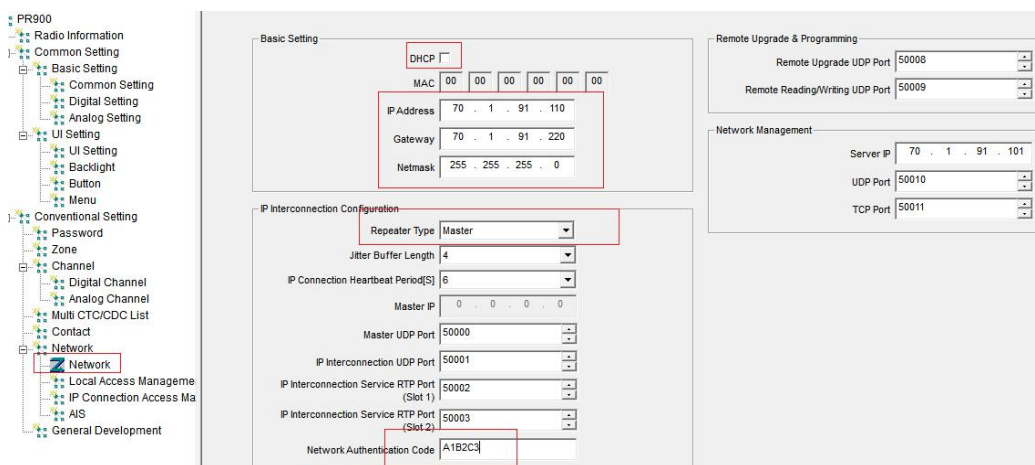 PR900
Radio Information
Common Setting
Basic Setting
Common Setting
Digital Setting
Analog Setting
UI Setting
UI Setting
Backlight
Button
Menu
Conventional Setting
Password
Zone
Channel
Digital Channel
Analog Channel
Multi CTC/CDC List
Contact
Network
Network
Local Access Manageme
IP Connection Access Ma
AIS
General Development
Basic Setting
DHCP
MAC 00 00 00 00 00 00
IP Address 70 . 1 . 91 . 110
Gateway 70 . 1 . 91 . 220
Netmask 255 . 255 . 255 . 0
IP Interconnection Configuration
Repeater Type Master
Jitter Buffer Length 4
IP Connection Heartbeat Period[S] 6
Master IP 0 . 0 . 0 . 0
Master UDP Port 50000
IP Interconnection UDP Port 50001
IP Interconnection Service RTP Port
(Slot 1) 50002
IP Interconnection Service RTP Port
(Slot 2) 50003
Network Authentication Code A1B2C3
Remote Upgrade & Programming
Remote Upgrade UDP Port 50008
Remote Reading/Writing UDP Port 50009
Network Management
Server IP 70 . 1 . 91 . 101
UDP Port 50010
TCP Port 50011